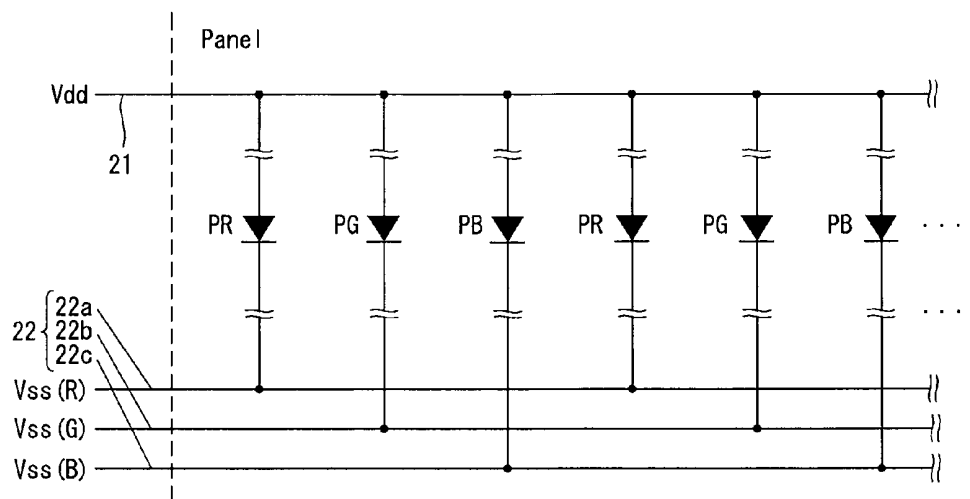 Panel
Vdd
21
PR PG PB PR PG PB ...
22 22a ...
22b
22c
Vss(R)
Vss(G)
Vss(B)